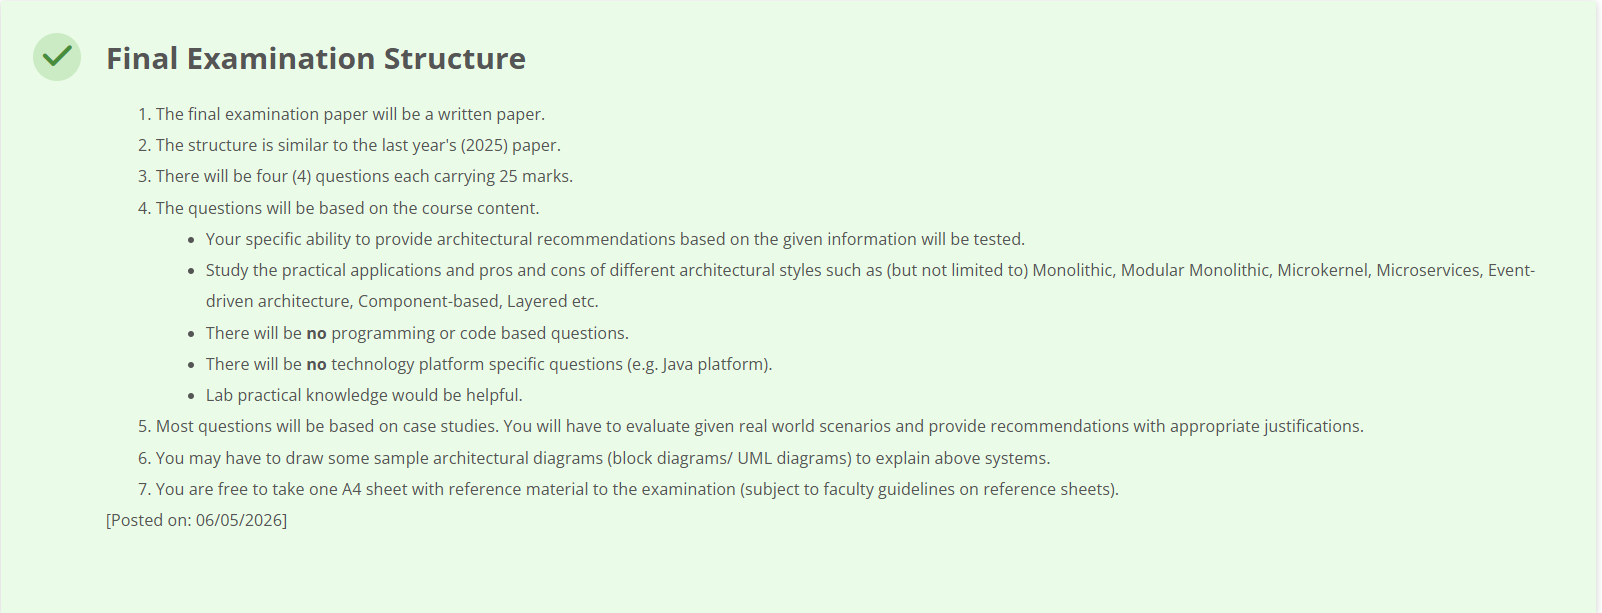 Final Examination Structure
1. The final examination paper will be a written paper.
2. The structure is similar to the last year's (2025) paper.
3. There will be four (4) questions each carrying 25 marks.
4. The questions will be based on the course content.
• Your specific ability to provide architectural recommendations based on the given information will be tested.
• Study the practical applications and pros and cons of different architectural styles such as (but not limited to) Monolithic, Modular Monolithic, Microkernel, Microservices, Event-
driven architecture, Component-based, Layered etc.
• There will be no programming or code based questions.
• There will be no technology platform specific questions (e.g. Java platform).
• Lab practical knowledge would be helpful.
5. Most questions will be based on case studies. You will have to evaluate given real world scenarios and provide recommendations with appropriate justifications.
6. You may have to draw some sample architectural diagrams (block diagrams/ UML diagrams) to explain above systems.
7. You are free to take one A4 sheet with reference material to the examination (subject to faculty guidelines on reference sheets).
[Posted on: 06/05/2026]